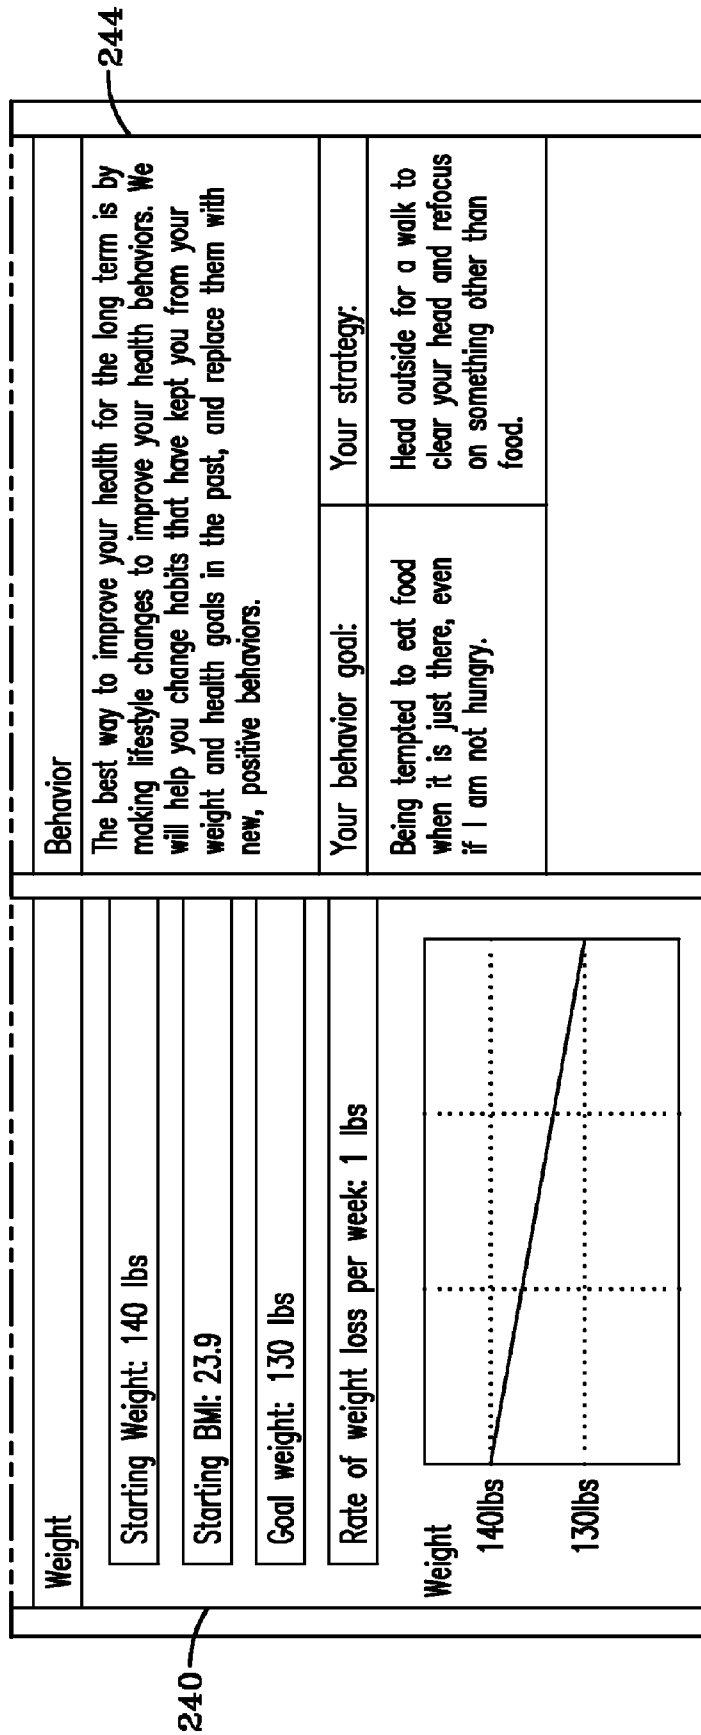 Weight
Starting Weight: 140 lbs
Starting BMI: 23.9
Goal weight: 130 lbs
Rate of weight loss per week: 1 lbs
Weight
140lbs
130lbs
240
Behavior
The best way to improve your health for the long term is by
making lifestyle changes to improve your health behaviors. We
will help you change habits that have kept you from your
weight and health goals in the past, and replace them with
new, positive behaviors.
Your behavior goal:
Being tempted to eat food
when it is just there, even
if I am not hungry.
Your strategy:
Head outside for a walk to
clear your head and refocus
on something other than
food.
244